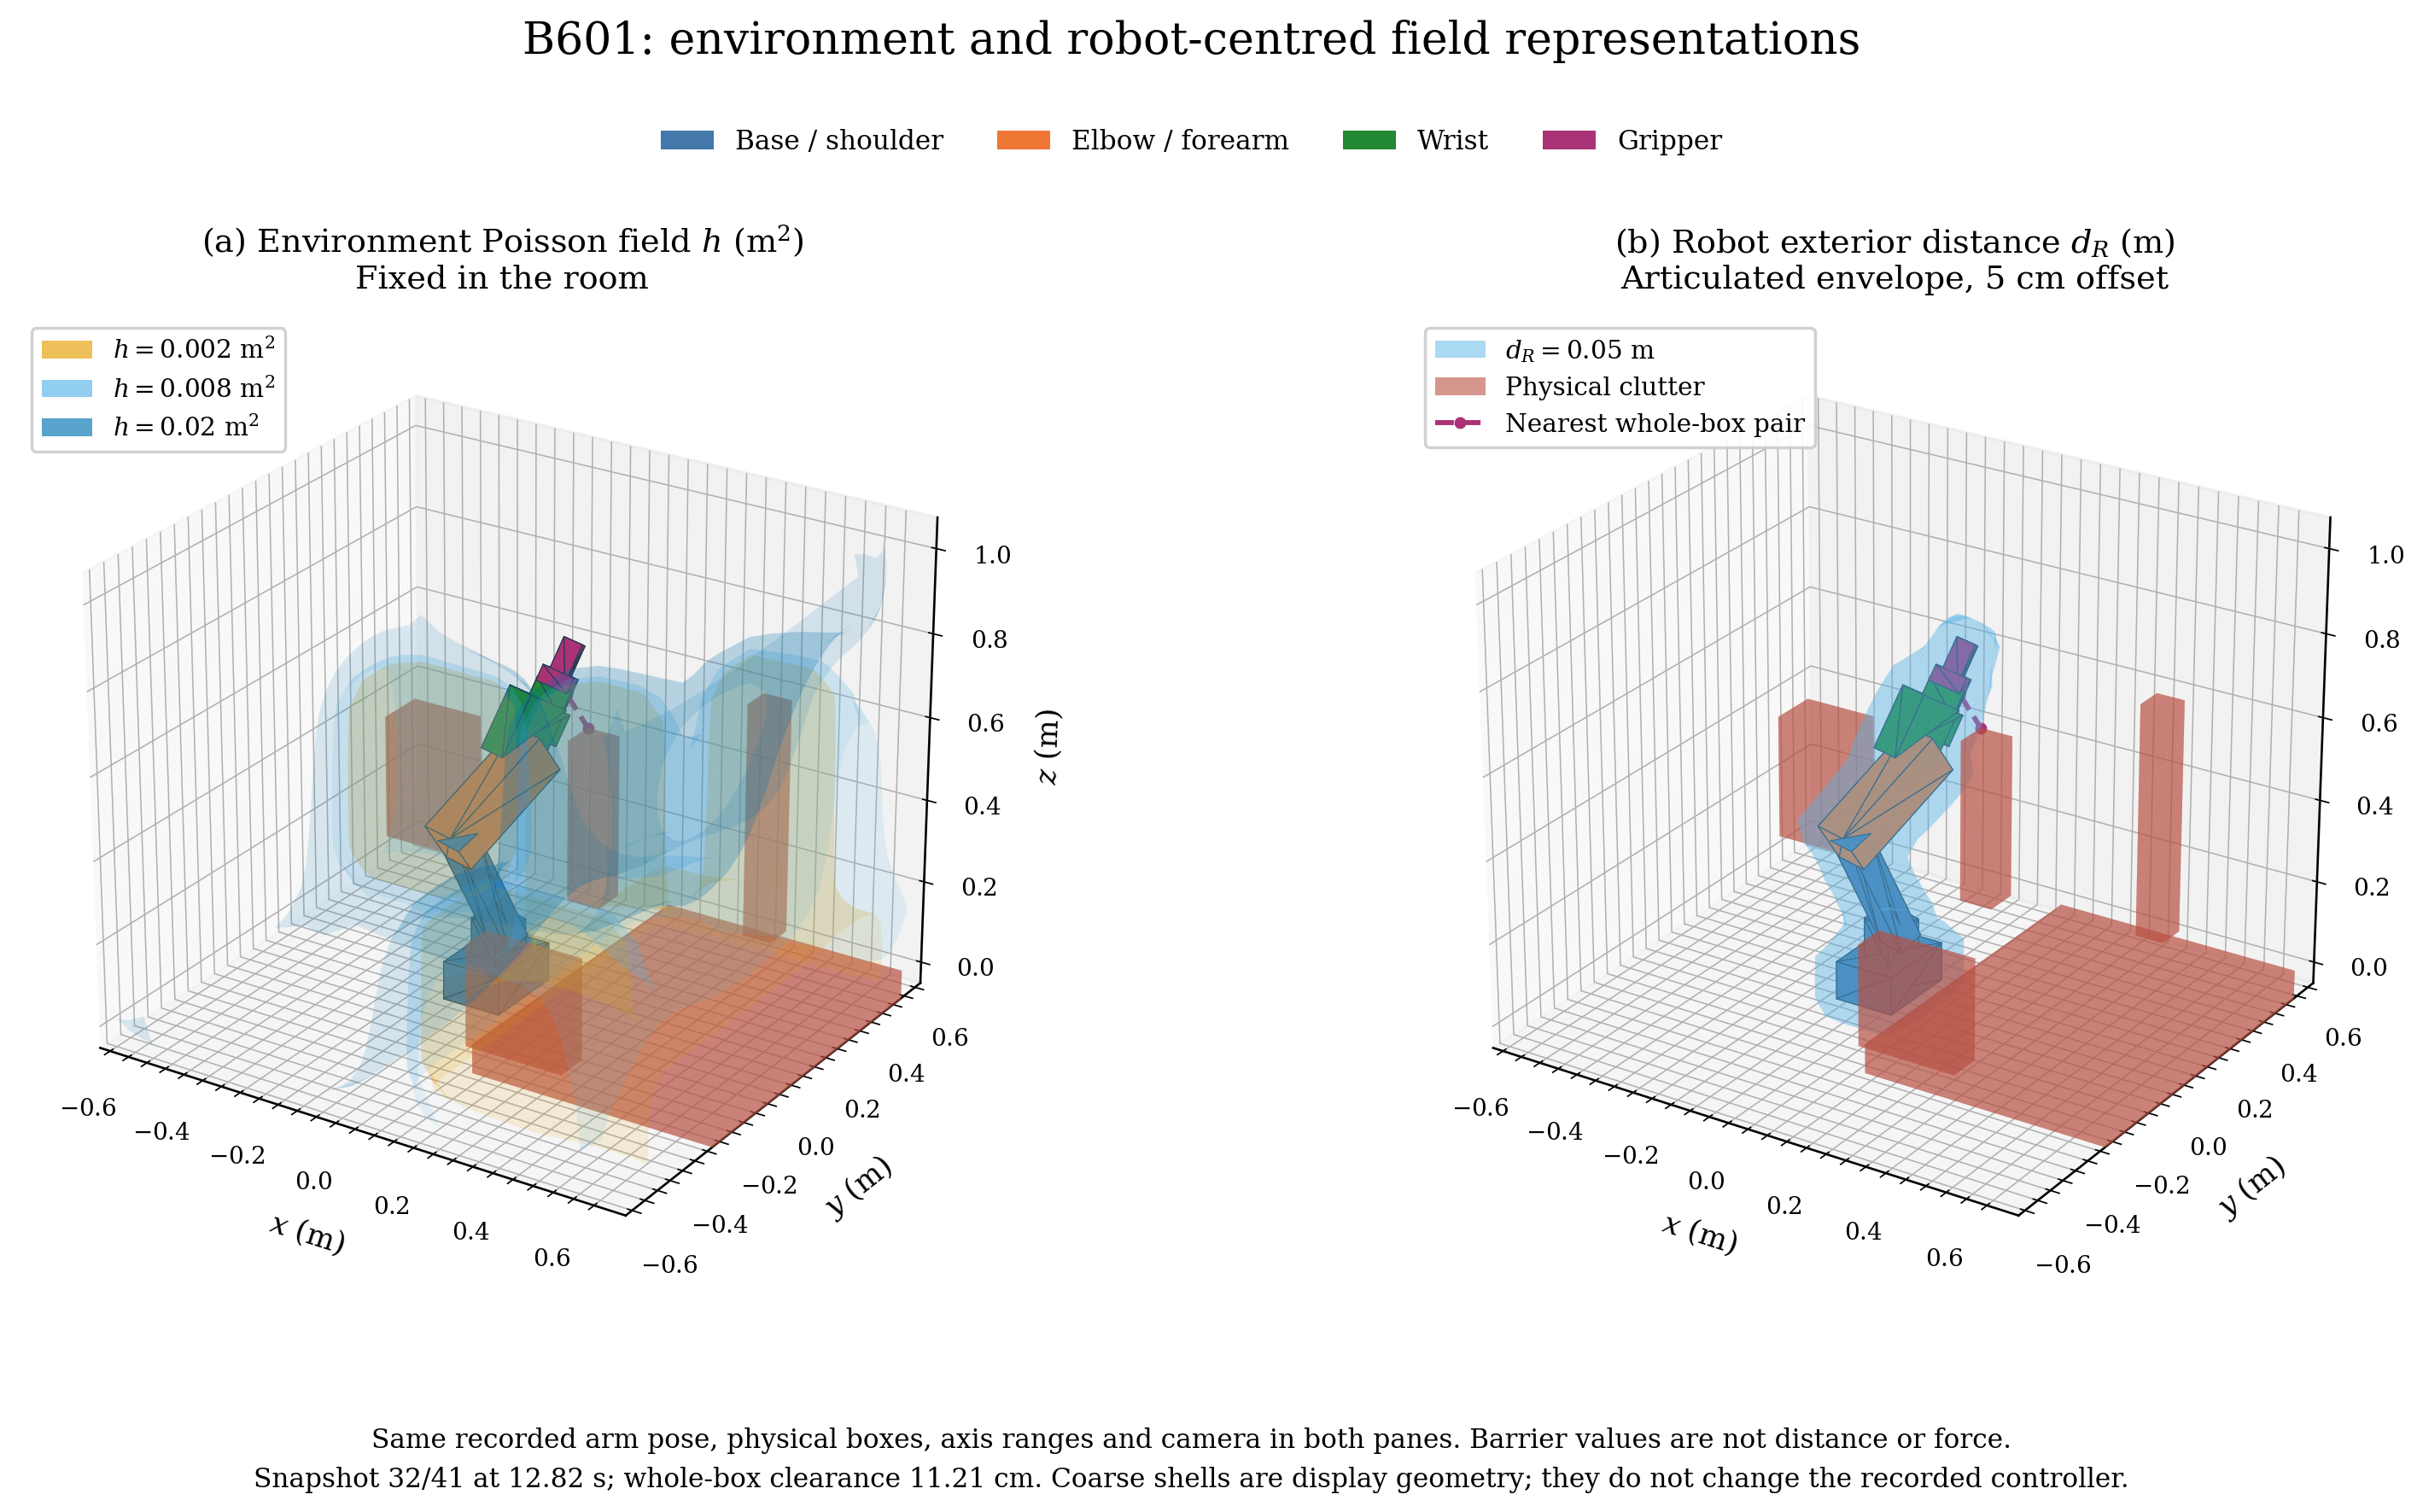 B601: environment and robot-centred field representations
Base / shoulder
Elbow / forearm
Wrist
Gripper
(a) Environment Poisson field h (m²)
Fixed in the room
h = 0.002 m²
h = 0.008 m²
h = 0.02 m²
1.0
0.8
0.6
0.4
0.2
0.0
z (m)
−0.6
−0.4
−0.2
0.0
0.2
0.4
0.6
x (m)
0.6
0.4
0.2
0.0
−0.2
−0.4
−0.6
y (m)
(b) Robot exterior distance d_R (m)
Articulated envelope, 5 cm offset
d_R = 0.05 m
Physical clutter
Nearest whole-box pair
1.0
0.8
0.6
0.4
0.2
0.0
−0.6
−0.4
−0.2
0.0
0.2
0.4
0.6
x (m)
0.6
0.4
0.2
0.0
−0.2
−0.4
−0.6
y (m)
Same recorded arm pose, physical boxes, axis ranges and camera in both panes. Barrier values are not distance or force.
Snapshot 32/41 at 12.82 s; whole-box clearance 11.21 cm. Coarse shells are display geometry; they do not change the recorded controller.